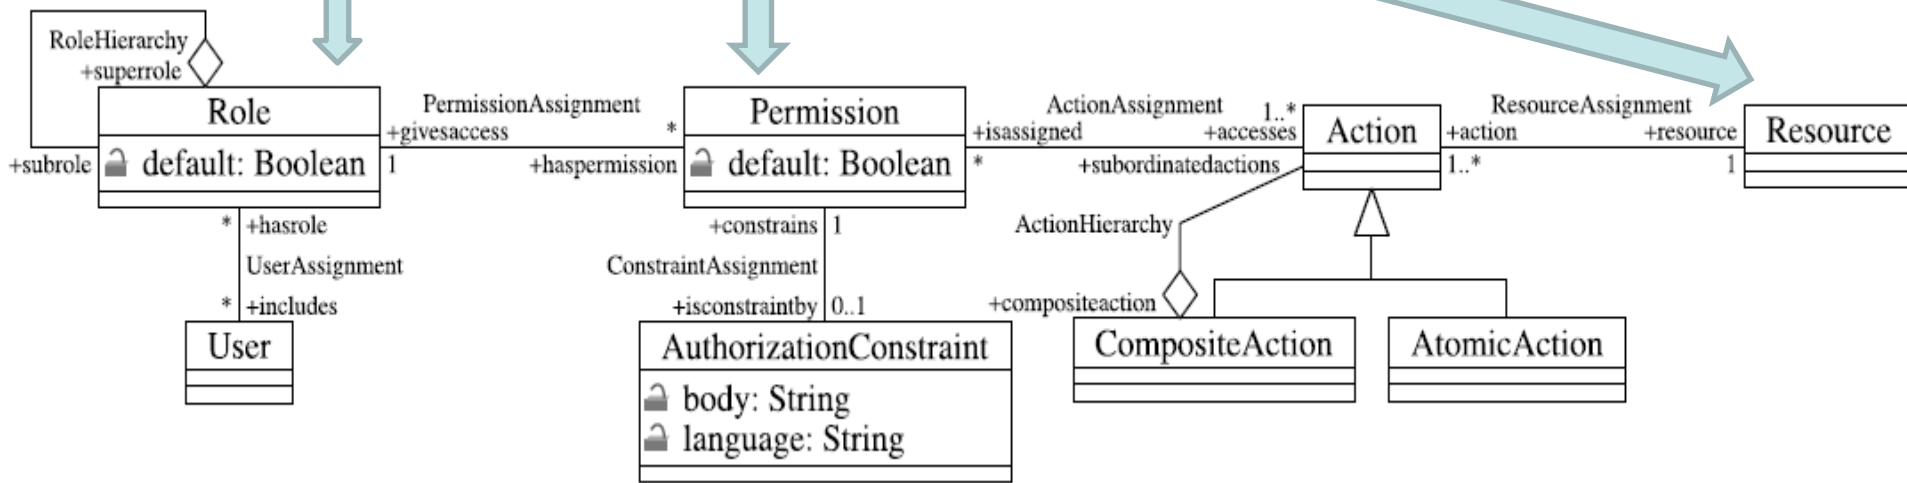 RoleHierarchy
+superrole
Role
default: Boolean
+subrole
PermissionAssignment
+givesaccess
*
1
+haspermission
Permission
default: Boolean
ActionAssignment
1..*
+isassigned
+accesses
*
+subordinatedactions
Action
ResourceAssignment
+action
+resource
1..*
1
Resource
* +hasrole
UserAssignment
* +includes
User
+constrains 1
ConstraintAssignment
+isconstraintby 0..1
AuthorizationConstraint
body: String
language: String
ActionHierarchy
+compositeaction
CompositeAction
AtomicAction